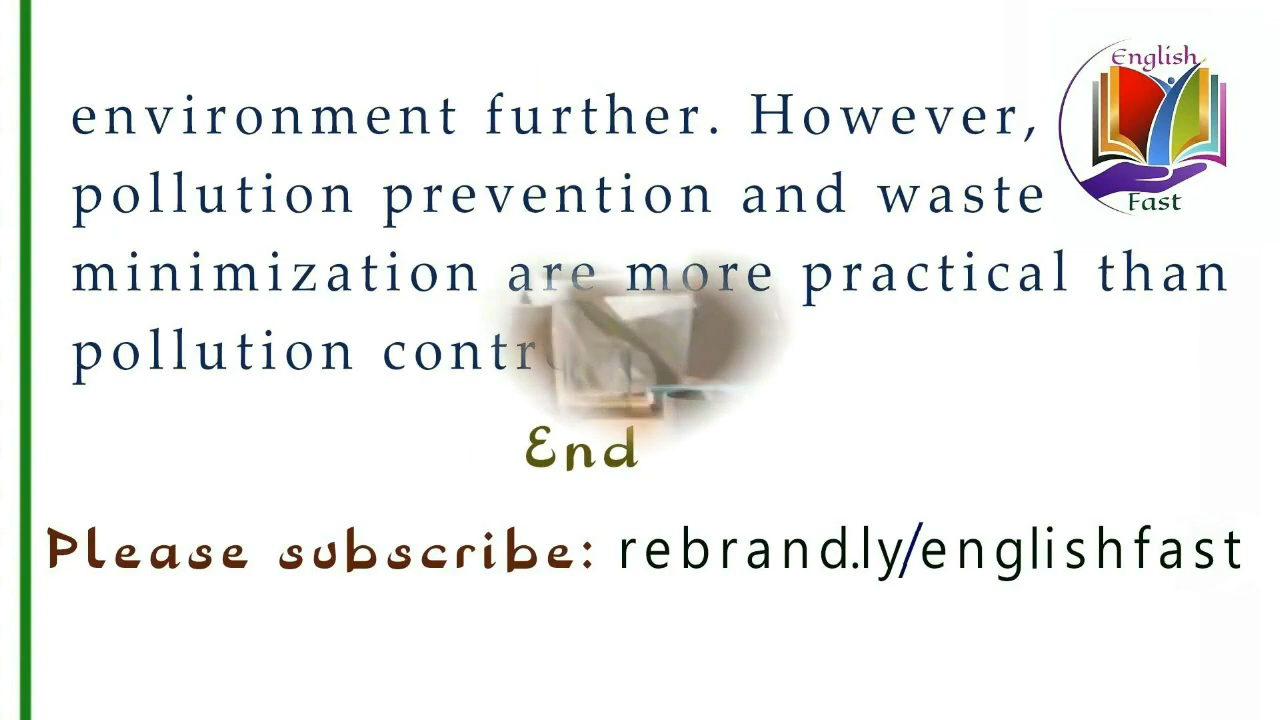 English
Fast
environment further. However,
pollution prevention and waste
minimization are more practical than
pollution
End
Please subscribe: rebrand.ly/englishfast